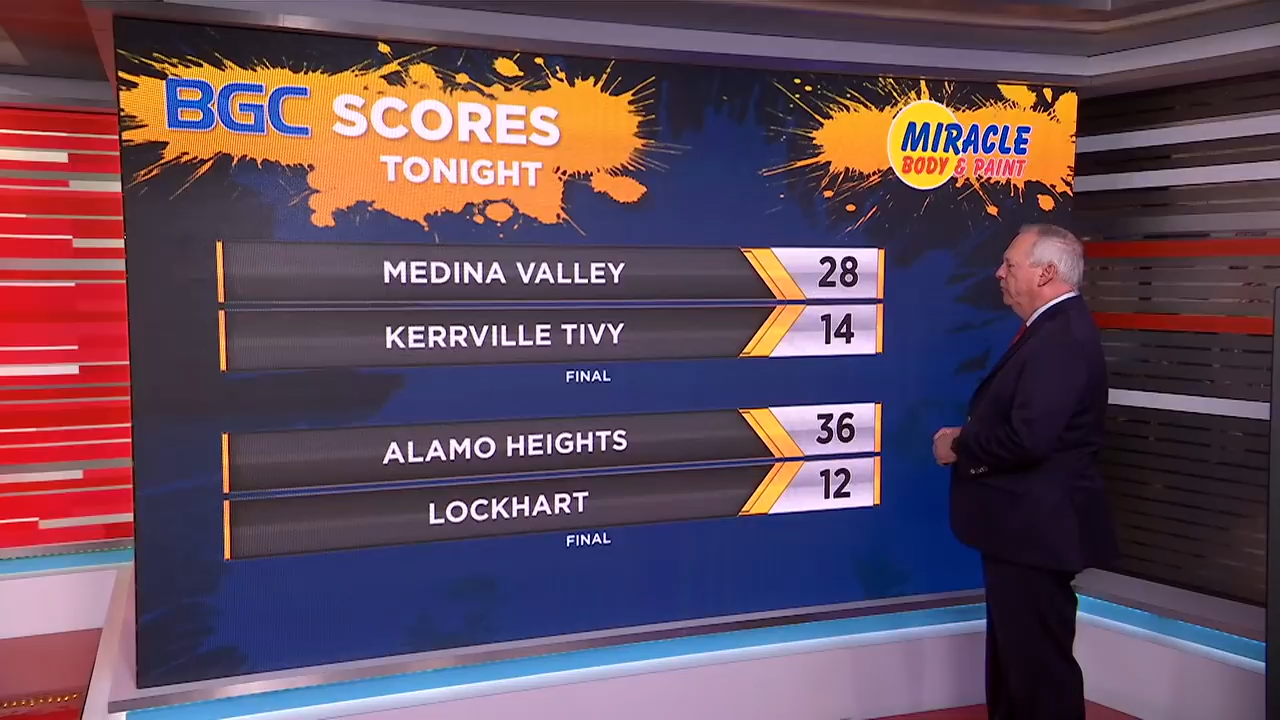 BGC SCORES
TONIGHT
MIRACLE
BODY & PAINT
MEDINA VALLEY 28
KERRVILLE TIVY 14
FINAL
ALAMO HEIGHTS 36
LOCKHART 12
FINAL